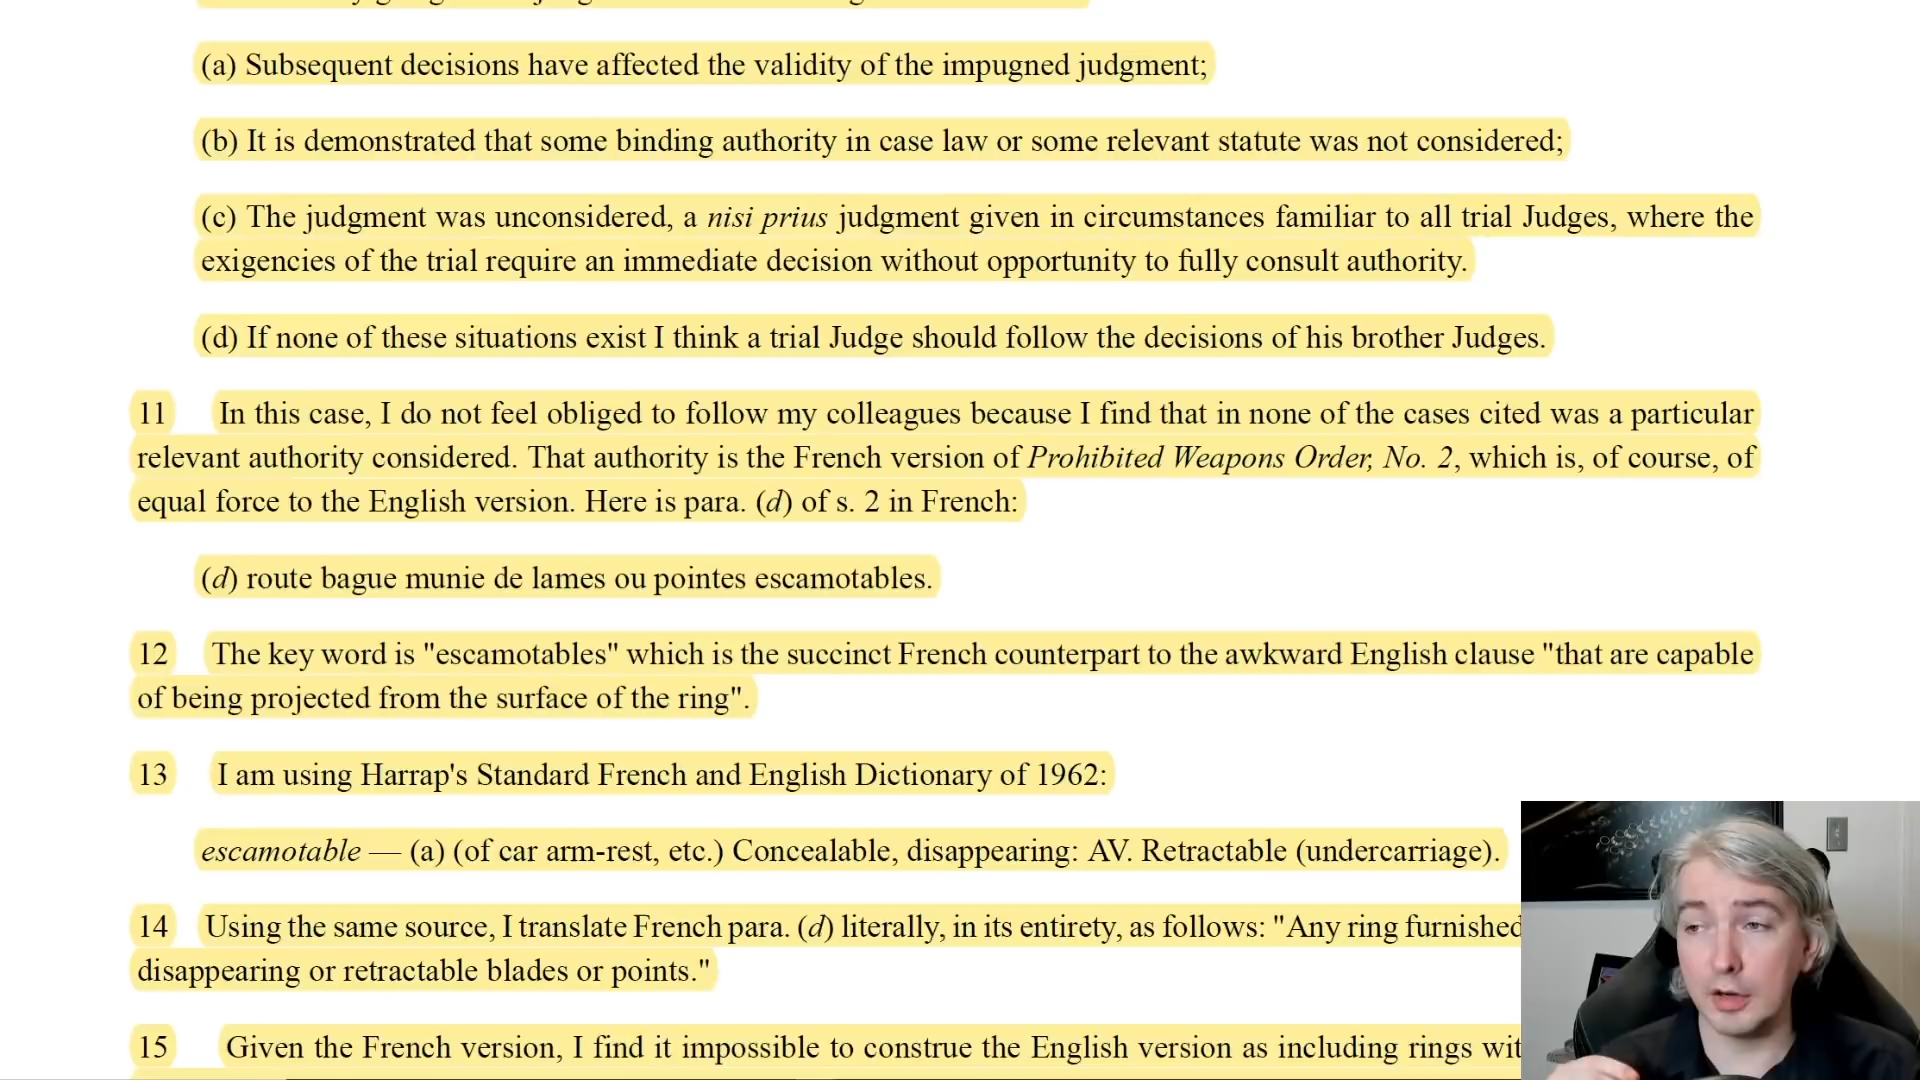 (a) Subsequent decisions have affected the validity of the impugned judgment;
(b) It is demonstrated that some binding authority in case law or some relevant statute was not considered;
(c) The judgment was unconsidered, a nisi prius judgment given in circumstances familiar to all trial Judges, where the
exigencies of the trial require an immediate decision without opportunity to fully consult authority.
(d) If none of these situations exist I think a trial Judge should follow the decisions of his brother Judges.
11 In this case, I do not feel obliged to follow my colleagues because I find that in none of the cases cited was a particular
relevant authority considered. That authority is the French version of Prohibited Weapons Order, No. 2, which is, of course, of
equal force to the English version. Here is para. (d) of s. 2 in French:
(d) route bague munie de lames ou pointes escamotables.
12 The key word is "escamotables" which is the succinct French counterpart to the awkward English clause "that are capable
of being projected from the surface of the ring".
13 I am using Harrap's Standard French and English Dictionary of 1962:
escamotable — (a) (of car arm-rest, etc.) Concealable, disappearing: AV. Retractable (undercarriage).
14 Using the same source, I translate French para. (d) literally, in its entirety, as follows: "Any ring furnished
disappearing or retractable blades or points."
15 Given the French version, I find it impossible to construe the English version as including rings